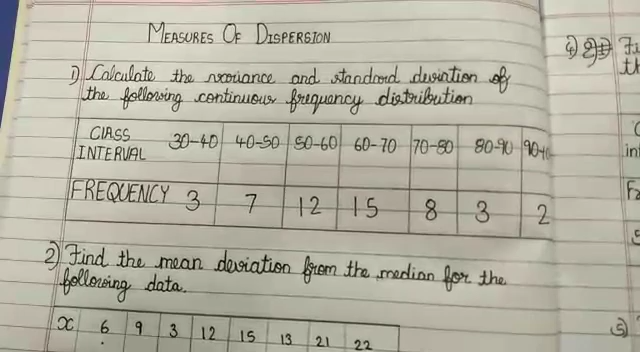 MEASURES OF DISPERSION
1) Calculate the variance and standard deviation of
the following continuous frequency distribution
CLASS INTERVAL 30-40 40-50 50-60 60-70 70-80 80-90
FREQUENCY 3 7 12 15 8 3 2
2) Find the mean deviation from the median for the
following data.
x 6 9 3 12 15 13 21 22
5)